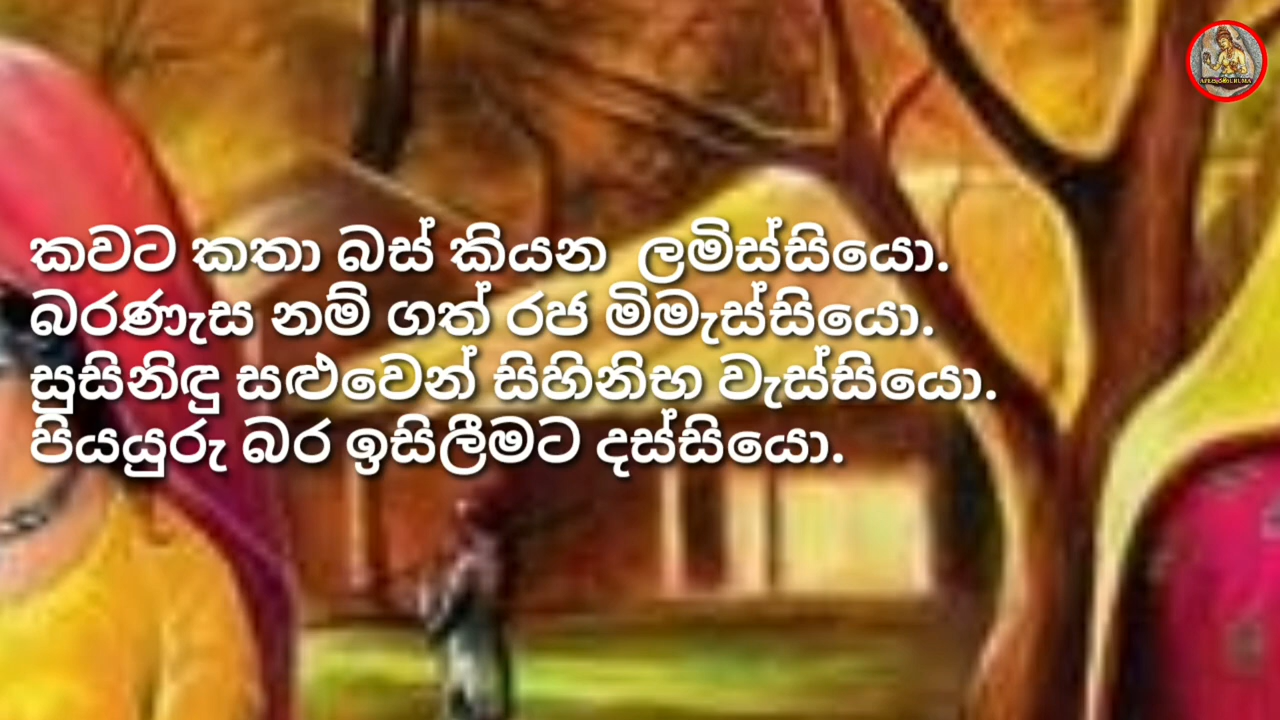 කවට කතා බස් කියන ලමිස්සියො.
බරණැස නම් ගත් රජ මිමැස්සියො.
සුසිනිඳු සළුවෙන් සිහිනිභ වැස්සියො.
පියයුරු බර ඉසිලීමට දස්සියො.